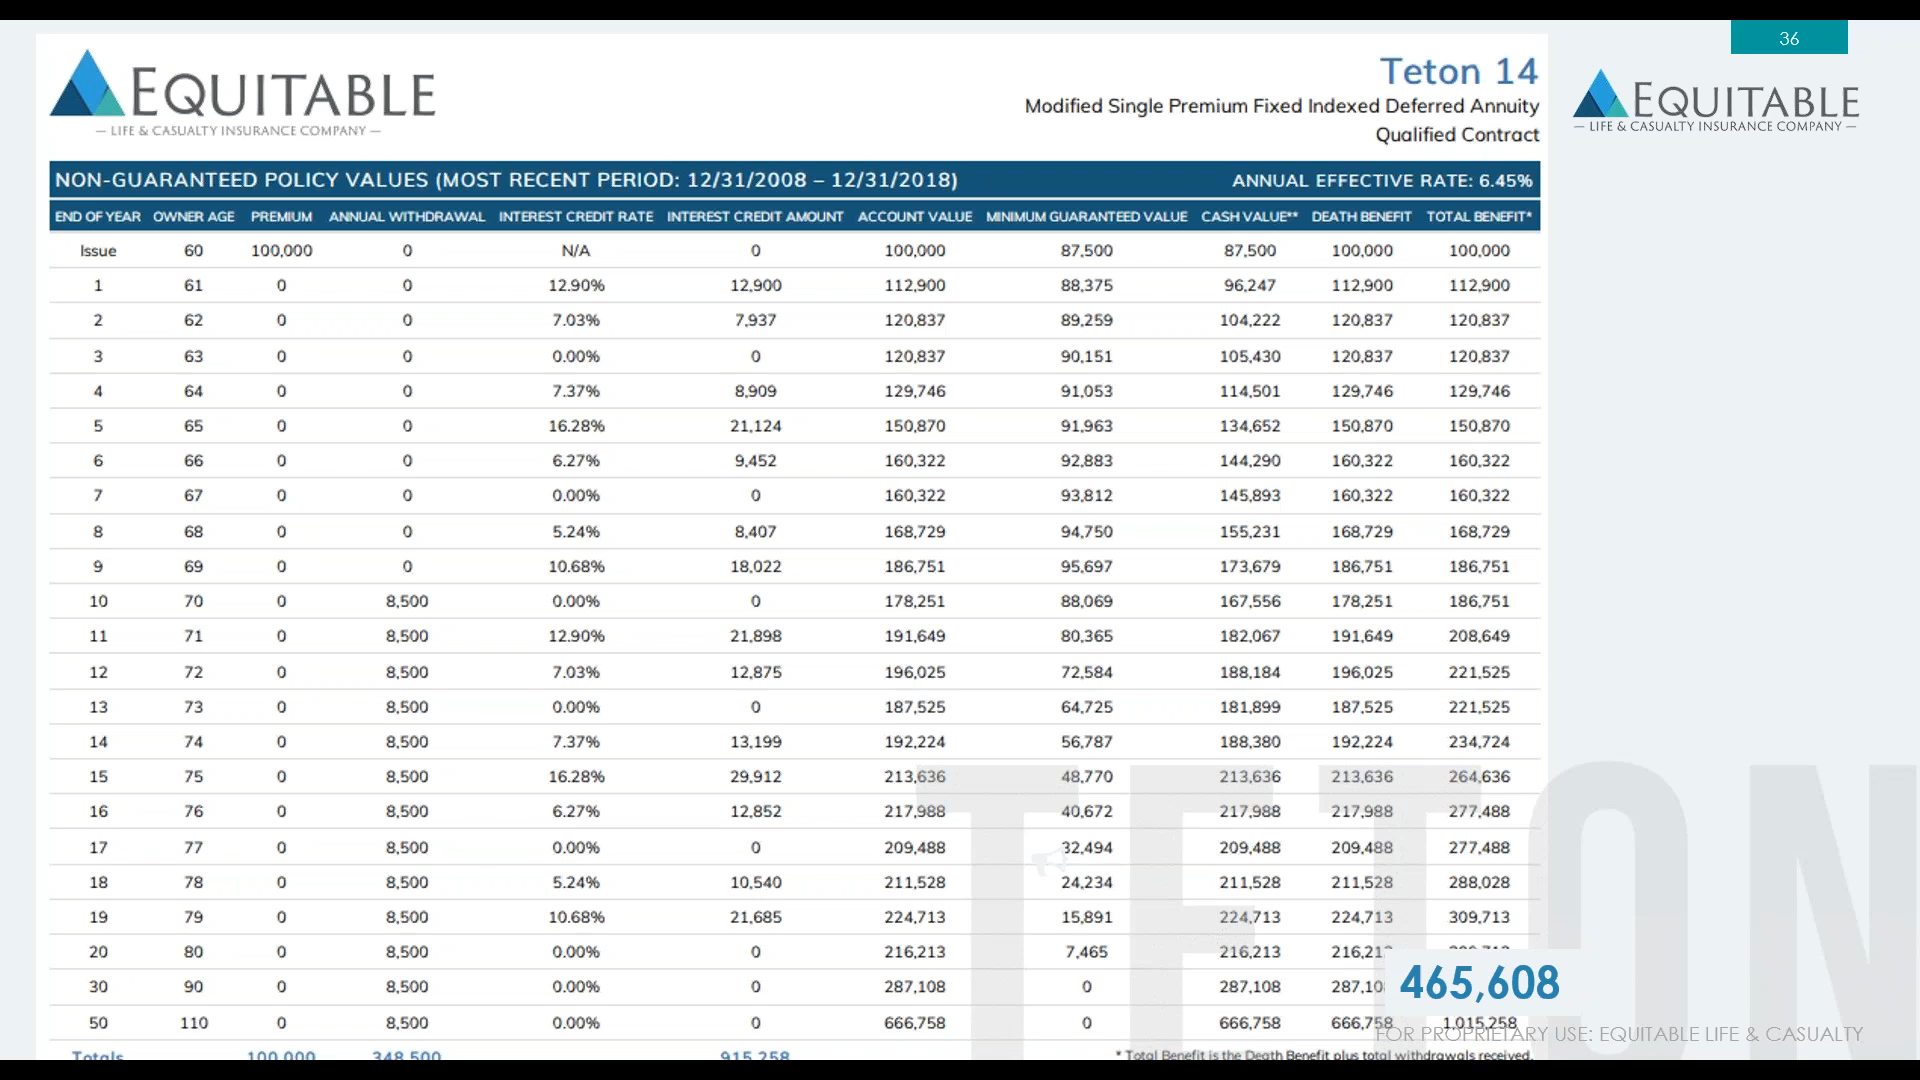 36
EQUITABLE
— LIFE & CASUALTY INSURANCE COMPANY —
Teton 14
Modified Single Premium Fixed Indexed Deferred Annuity
Qualified Contract
EQUITABLE
— LIFE & CASUALTY INSURANCE COMPANY —
NON-GUARANTEED POLICY VALUES (MOST RECENT PERIOD: 12/31/2008 – 12/31/2018) ANNUAL EFFECTIVE RATE: 6.45%
END OF YEAR OWNER AGE PREMIUM ANNUAL WITHDRAWAL INTEREST CREDIT RATE INTEREST CREDIT AMOUNT ACCOUNT VALUE MINIMUM GUARANTEED VALUE CASH VALUE** DEATH BENEFIT TOTAL BENEFIT*
Issue 60 100,000 0 N/A 0 100,000 87,500 87,500 100,000 100,000
1 61 0 0 12.90% 12,900 112,900 88,375 96,247 112,900 112,900
2 62 0 0 7.03% 7,937 120,837 89,259 104,222 120,837 120,837
3 63 0 0 0.00% 0 120,837 90,151 105,430 120,837 120,837
4 64 0 0 7.37% 8,909 129,746 91,053 114,501 129,746 129,746
5 65 0 0 16.28% 21,124 150,870 91,963 134,652 150,870 150,870
6 66 0 0 6.27% 9,452 160,322 92,883 144,290 160,322 160,322
7 67 0 0 0.00% 0 160,322 93,812 145,893 160,322 160,322
8 68 0 0 5.24% 8,407 168,729 94,750 155,231 168,729 168,729
9 69 0 0 10.68% 18,022 186,751 95,697 173,679 186,751 186,751
10 70 0 8,500 0.00% 0 178,251 88,069 167,556 178,251 186,751
11 71 0 8,500 12.90% 21,898 191,649 80,365 182,067 191,649 208,649
12 72 0 8,500 7.03% 12,875 196,025 72,584 188,184 196,025 221,525
13 73 0 8,500 0.00% 0 187,525 64,725 181,899 187,525 221,525
14 74 0 8,500 7.37% 13,199 192,224 56,787 188,380 192,224 234,724
15 75 0 8,500 16.28% 29,912 213,636 48,770 213,636 213,636 264,636
16 76 0 8,500 6.27% 12,852 217,988 40,672 217,988 217,988 277,488
17 77 0 8,500 0.00% 0 209,488 32,494 209,488 209,488 277,488
18 78 0 8,500 5.24% 10,540 211,528 24,234 211,528 211,528 288,028
19 79 0 8,500 10.68% 21,685 224,713 15,891 224,713 224,713 309,713
20 80 0 8,500 0.00% 0 216,213 7,465 216,213
30 90 0 8,500 0.00% 0 287,108 0 287,108 465,608
50 110 0 8,500 0.00% 0 666,758 0 666,758 666,758 1,015,258
FOR PROPRIETARY USE: EQUITABLE LIFE & CASUALTY
Totals 100,000 348,500 915,258 * Total Benefit is the Death Benefit plus total withdrawals received.
TETON